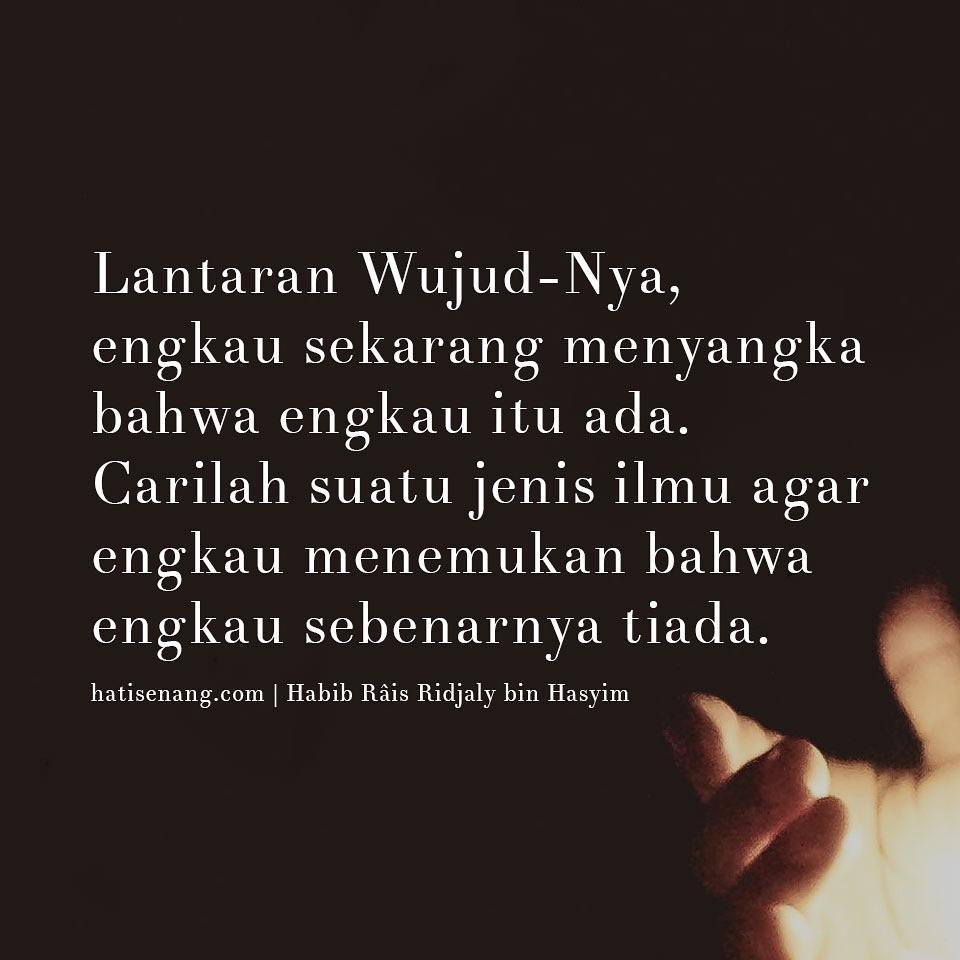 Lantaran Wujud-Nya,
engkau sekarang menyangka
bahwa engkau itu ada.
Carilah suatu jenis ilmu agar
engkau menemukan bahwa
engkau sebenarnya tiada.
hatisenang.com | Habib Râis Ridjaly bin Hasyim